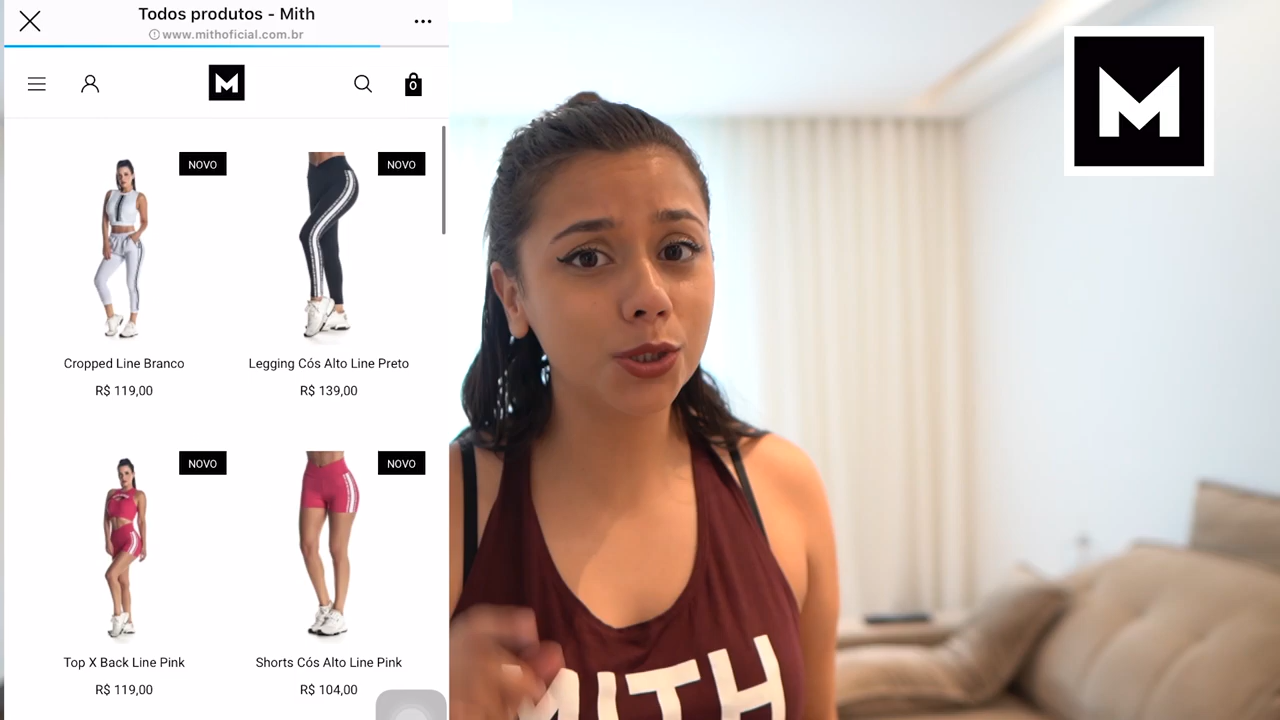 Todos produtos - Mith
www.mithoficial.com.br
0
M
NOVO
NOVO
Cropped Line Branco
Legging Cós Alto Line Preto
R$ 119,00
R$ 139,00
NOVO
NOVO
Top X Back Line Pink
Shorts Cós Alto Line Pink
R$ 119,00
R$ 104,00
MITH
M